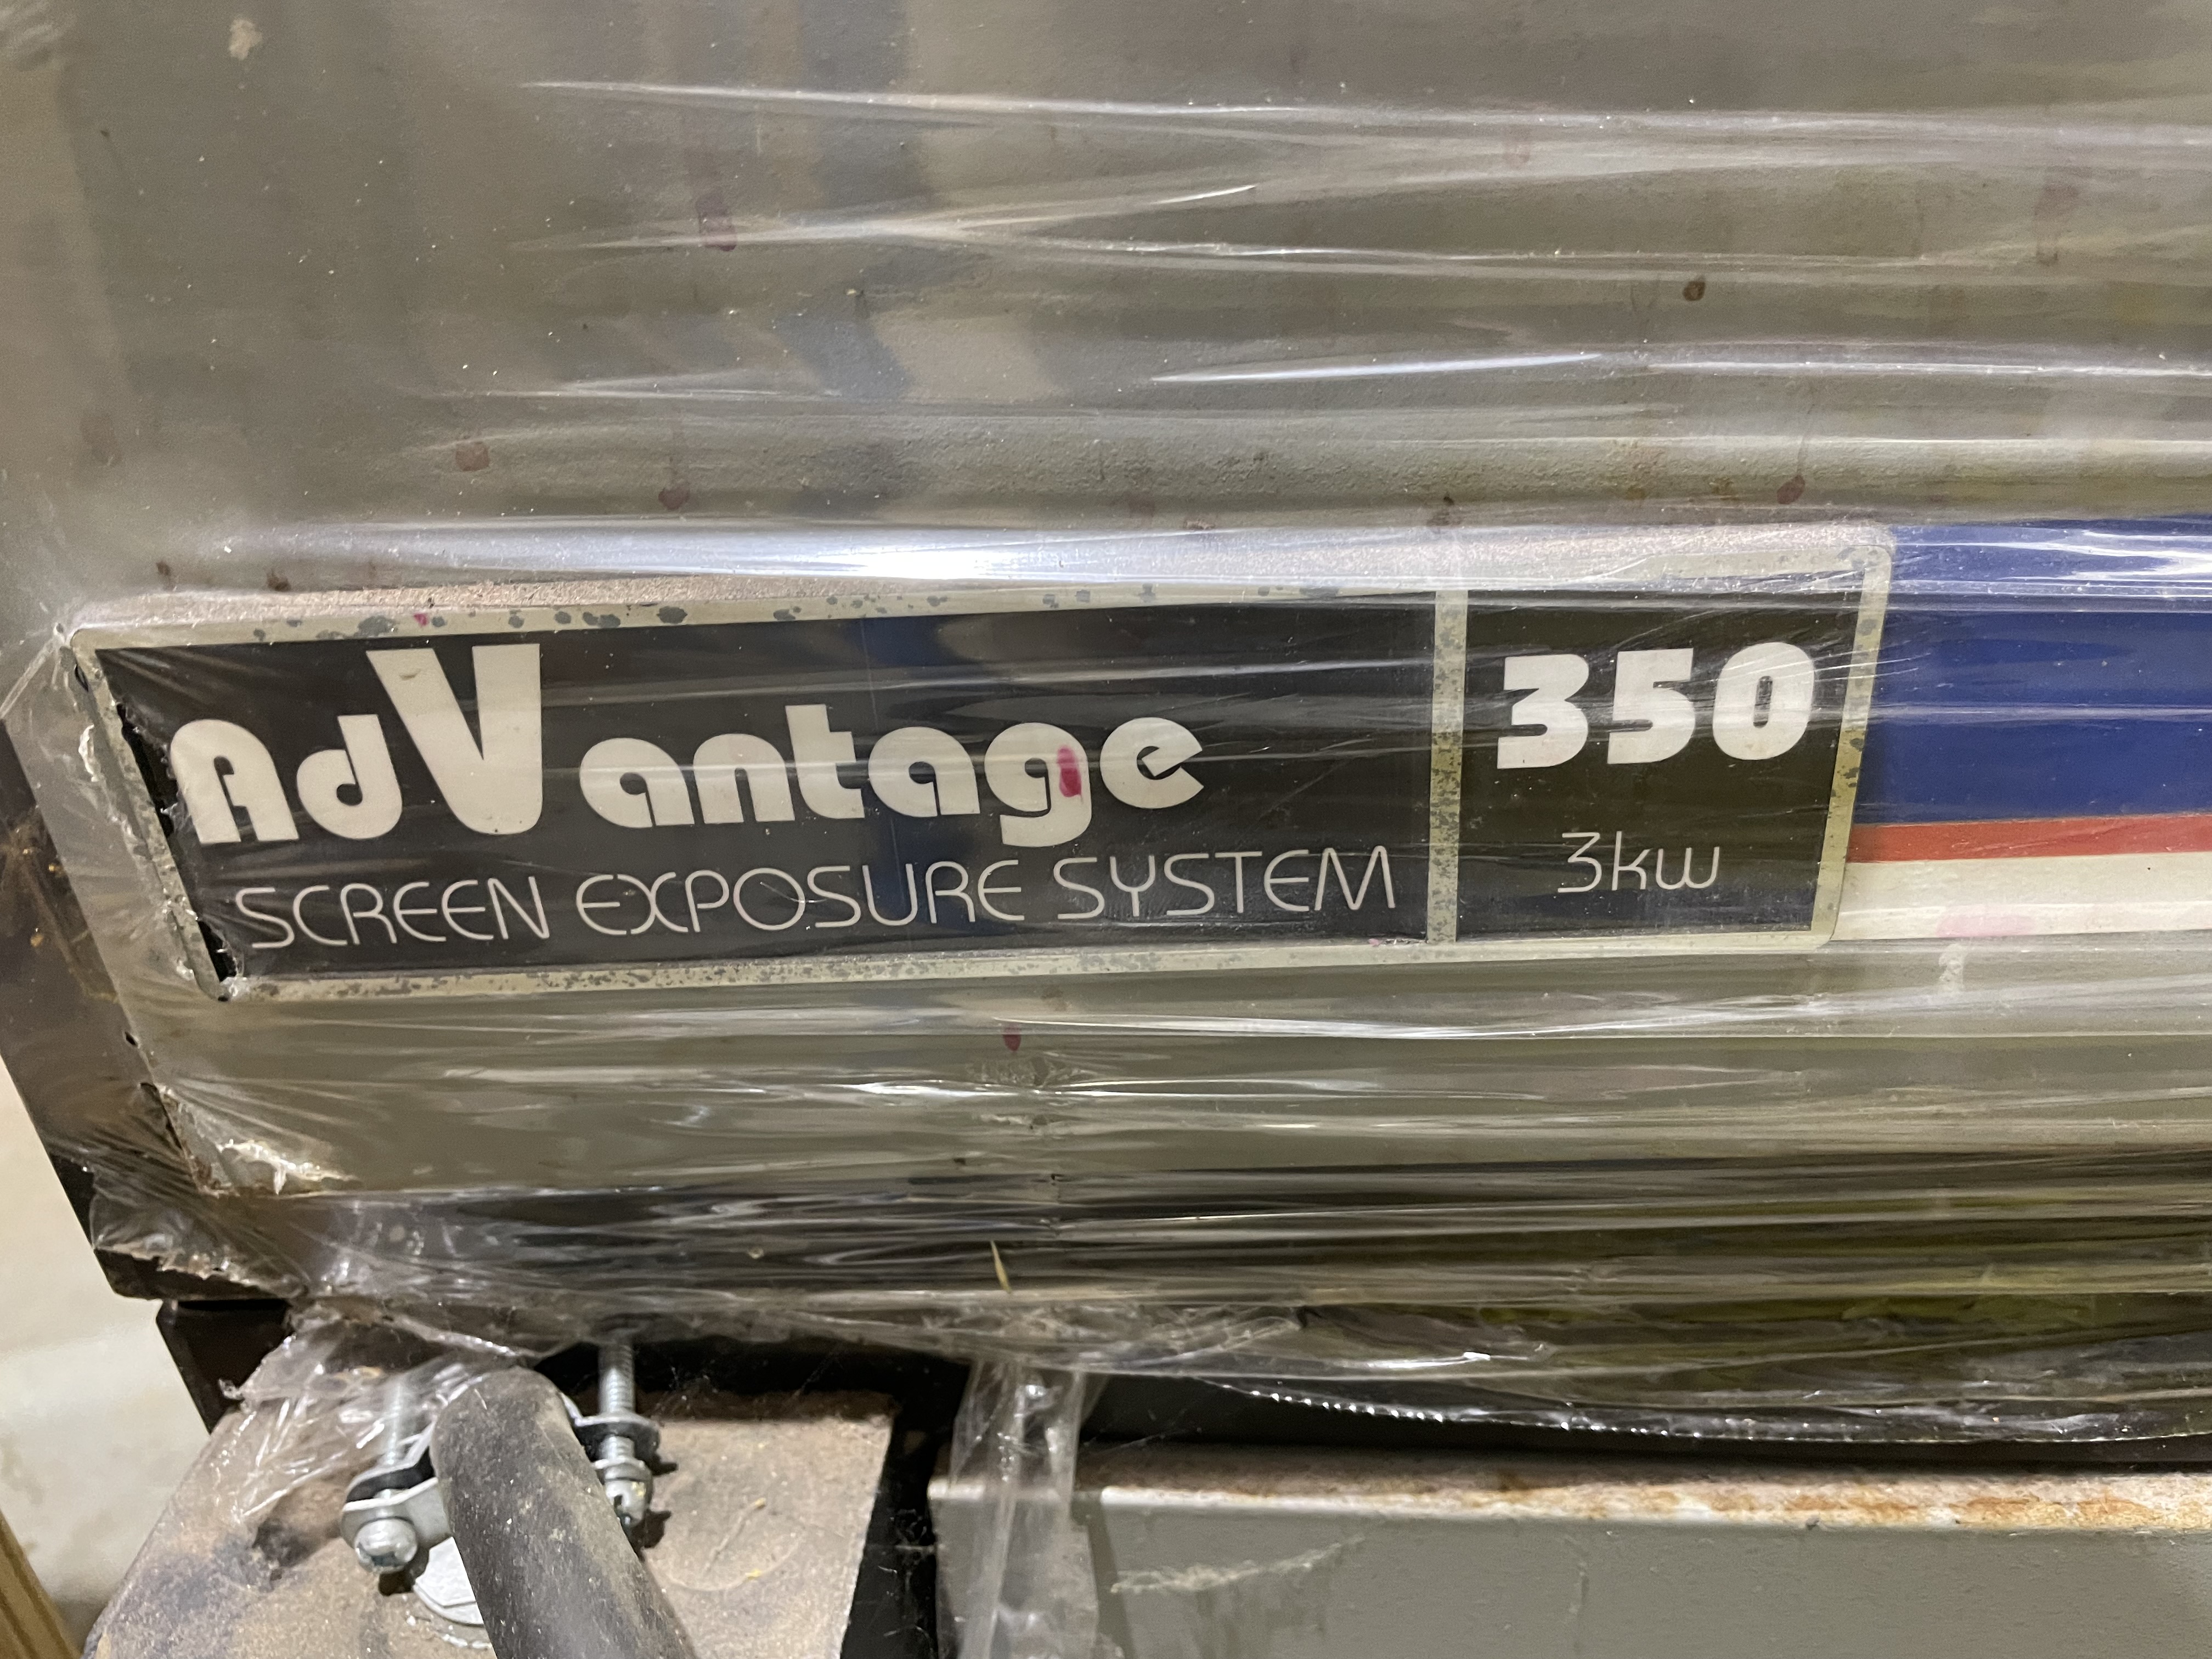 AdVantage
SCREEN EXPOSURE SYSTEM
350
3kw